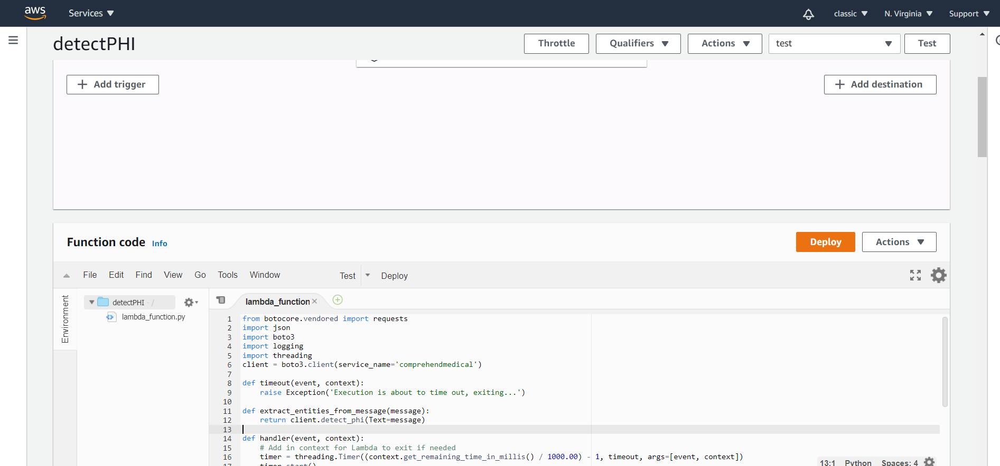 aws Services classic N. Virginia Support
detectPHI Throttle Qualifiers Actions test Test
Add trigger Add destination
Function code Info Deploy Actions
File Edit Find View Go Tools Window Test Deploy
Environment
detectPHI - /
lambda_function.py
lambda_function
1 from botocore.vendored import requests
2 import json
3 import boto3
4 import logging
5 import threading
6 client = boto3.client(service_name='comprehendmedical')
7
8 def timeout(event, context):
9 raise Exception('Execution is about to time out, exiting...')
10
11 def extract_entities_from_message(message):
12 return client.detect_phi(Text=message)
13
14 def handler(event, context):
15 # Add in context for Lambda to exit if needed
16 timer = threading.Timer((context.get_remaining_time_in_millis() / 1000.00) - 1, timeout, args=[event, context])
17 timer.start()
13:1 Python Spaces: 4